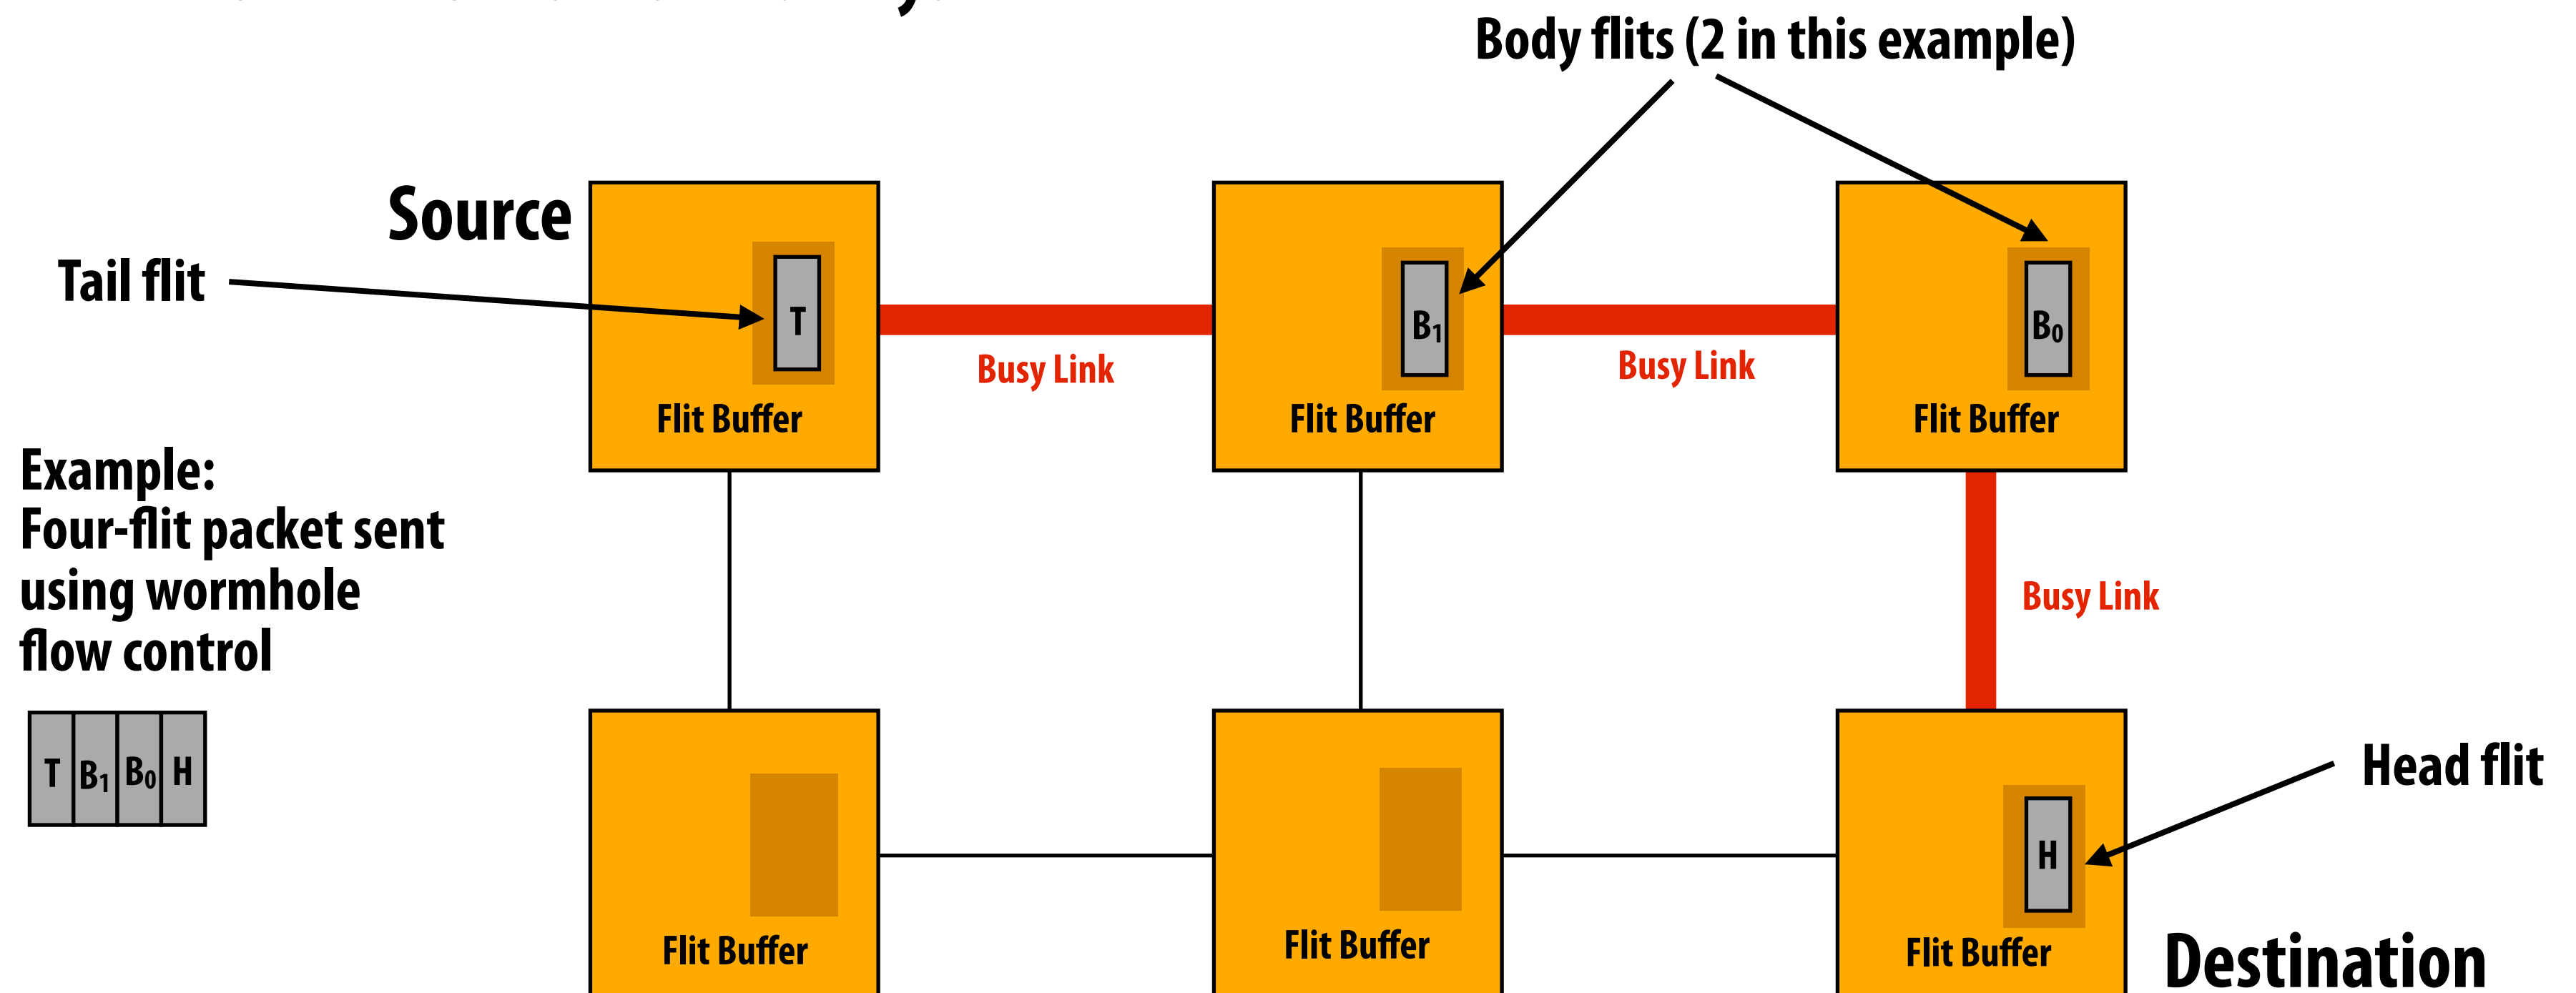 Body flits (2 in this example)
Source
Tail flit
T
B1
B0
Busy Link
Busy Link
Flit Buffer
Flit Buffer
Flit Buffer
Example:
Four-flit packet sent
using wormhole
flow control
Busy Link
T B1 B0 H
Head flit
H
Flit Buffer
Flit Buffer
Flit Buffer
Destination